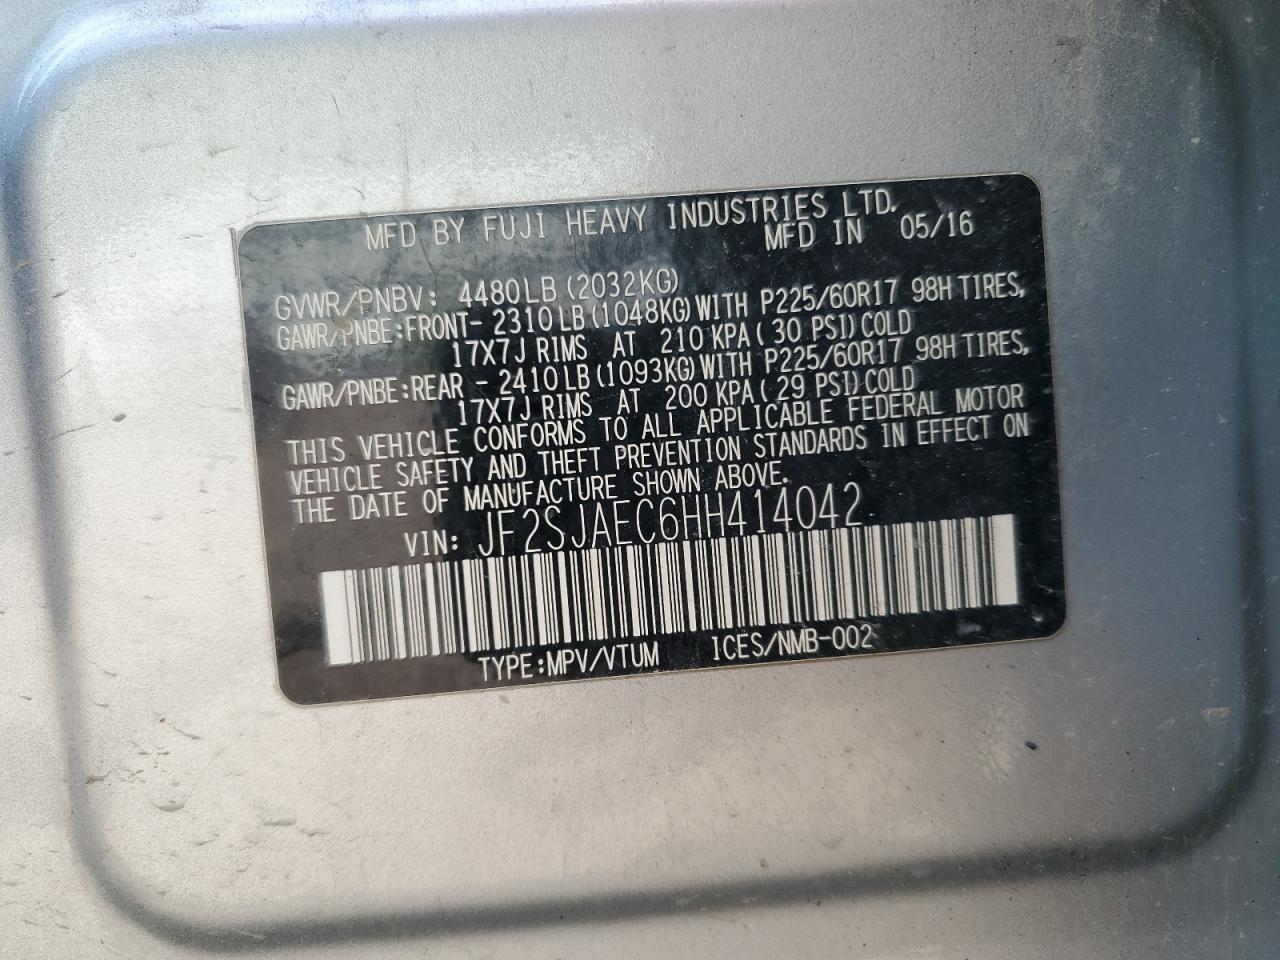 MFD BY FUJI HEAVY INDUSTRIES LTD.
MFD IN 05/16
GVWR/PNBV: 4480LB (2032KG)
GAWR/PNBE:FRONT- 2310LB (1048KG)WITH P225/60R17 98H TIRES,
17X7J RIMS AT 210 KPA ( 30 PSI) COLD
GAWR/PNBE:REAR - 2410LB (1093KG)WITH P225/60R17 98H TIRES,
17X7J RIMS AT 200 KPA ( 29 PSI) COLD
THIS VEHICLE CONFORMS TO ALL APPLICABLE FEDERAL MOTOR
VEHICLE SAFETY AND THEFT PREVENTION STANDARDS IN EFFECT ON
THE DATE OF MANUFACTURE SHOWN ABOVE.
VIN: JF2SJAEC6HH414042
TYPE:MPV/VTUM ICES/NMB-002